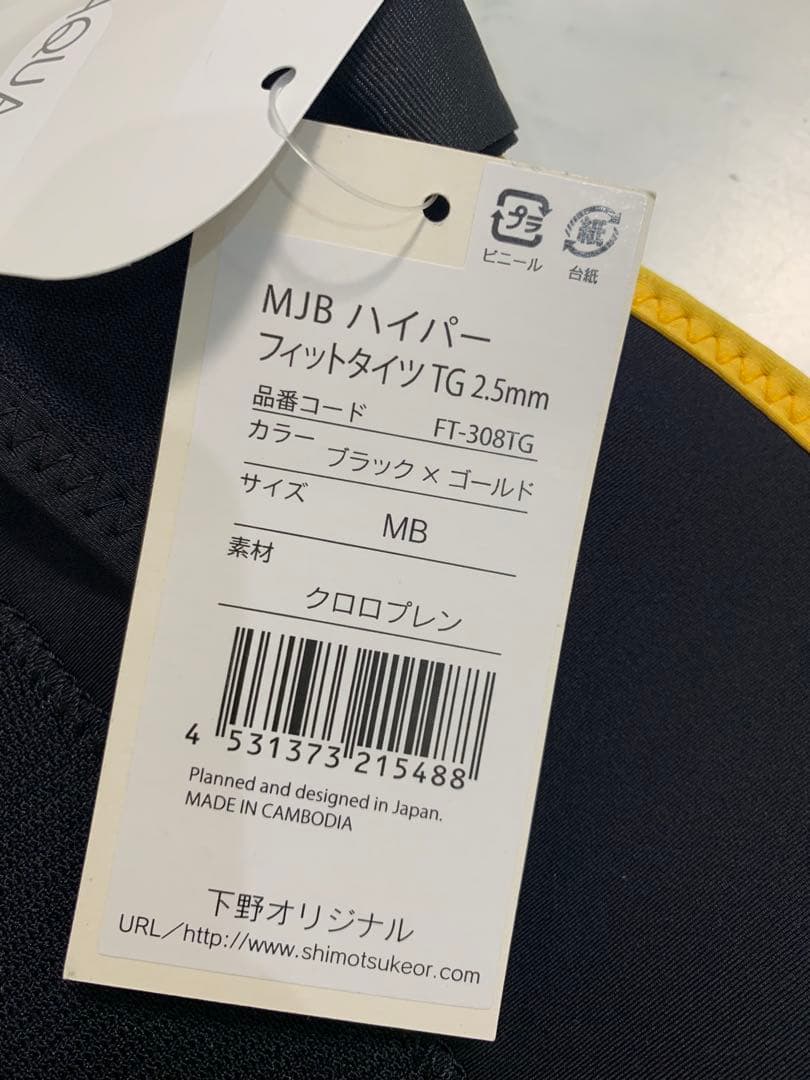 AQUA
プラ
ビニール
紙
台紙
MJB ハイパー
フィットタイツ TG 2.5mm
品番コード FT-308TG
カラー ブラック × ゴールド
サイズ MB
素材 クロロプレン
4 531373 215488
Planned and designed in Japan.
MADE IN CAMBODIA
下野オリジナル
URL／http://www.shimotsukeor.com